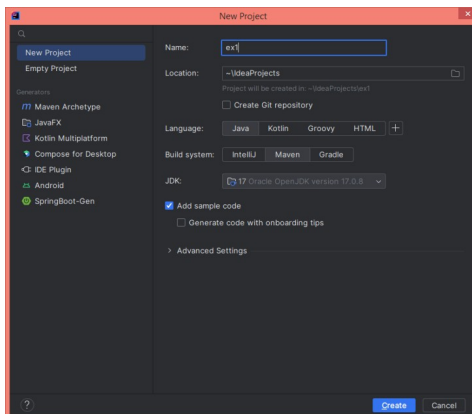 New Project
New Project
Empty Project
Generators
Maven Archetype
JavaFX
Kotlin Multiplatform
Compose for Desktop
IDE Plugin
Android
SpringBoot-Gen
Name: ex1
Location: ~\IdeaProjects
Project will be created in: ~\IdeaProjects\ex1
Create Git repository
Language: Java Kotlin Groovy HTML +
Build system: IntelliJ Maven Gradle
JDK: 17 Oracle OpenJDK version 17.0.8
Add sample code
Generate code with onboarding tips
> Advanced Settings
? Create Cancel